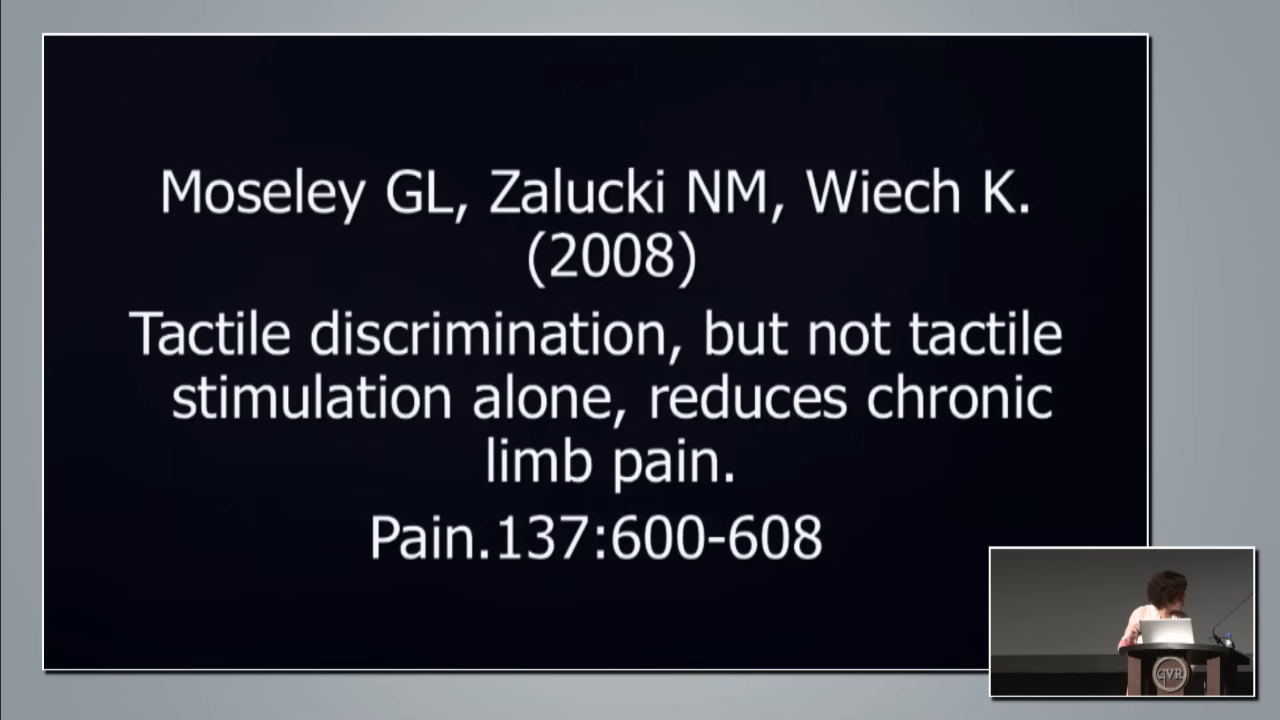 Moseley GL, Zalucki NM, Wiech K.
(2008)
Tactile discrimination, but not tactile
stimulation alone, reduces chronic
limb pain.
Pain.137:600-608
CVR